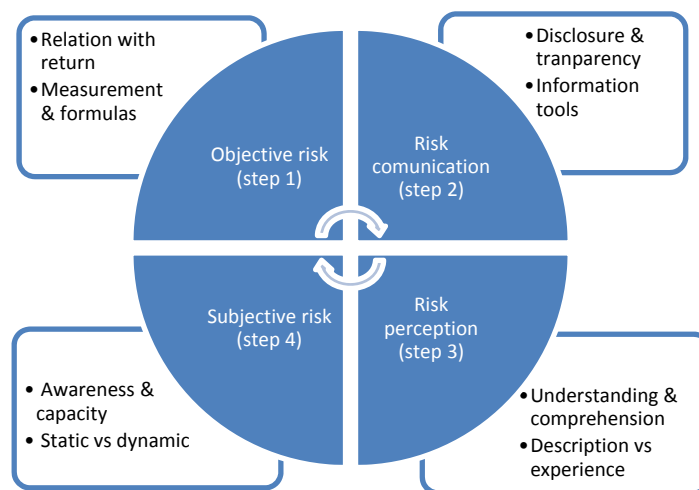 •Relation with
return
•Measurement
& formulas
•Disclosure &
tranparency
•Information
tools
Objective risk
(step 1)
Risk
comunication
(step 2)
Subjective risk
(step 4)
Risk
perception
(step 3)
• Awareness &
capacity
• Static vs dynamic
•Understanding &
comprehension
•Description vs
experience